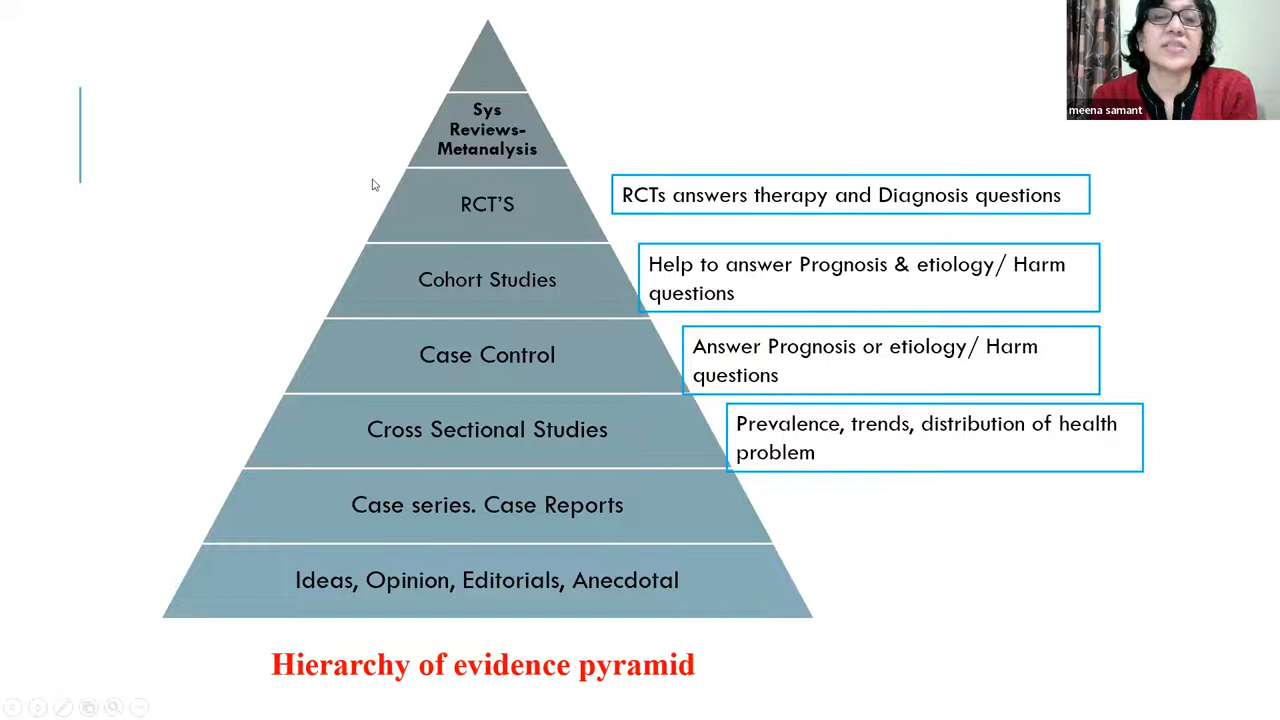 meena samant
Sys
Reviews-
Metanalysis
RCT’S
RCTs answers therapy and Diagnosis questions
Cohort Studies
Help to answer Prognosis & etiology/ Harm
questions
Case Control
Answer Prognosis or etiology/ Harm
questions
Cross Sectional Studies
Prevalence, trends, distribution of health
problem
Case series. Case Reports
Ideas, Opinion, Editorials, Anecdotal
Hierarchy of evidence pyramid